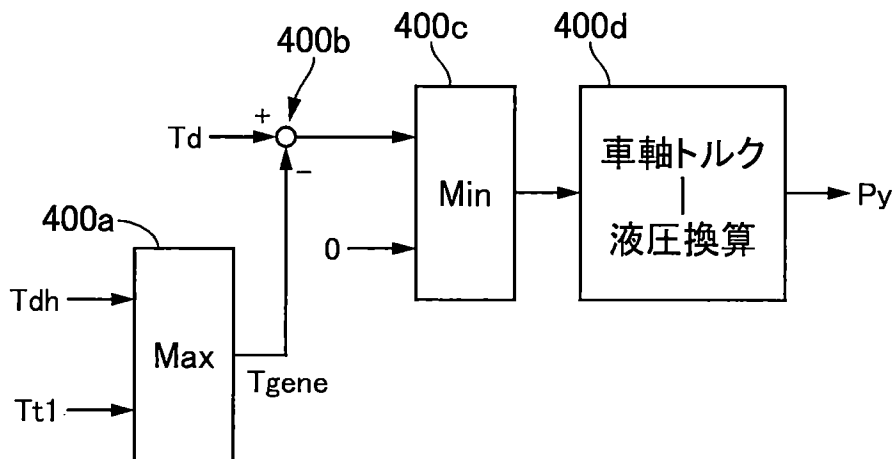 400b
400c
400d
Td
+
-
Min
車軸トルク
|
液圧換算
Py
400a
0
Tdh
Max
Tgene
Tt1